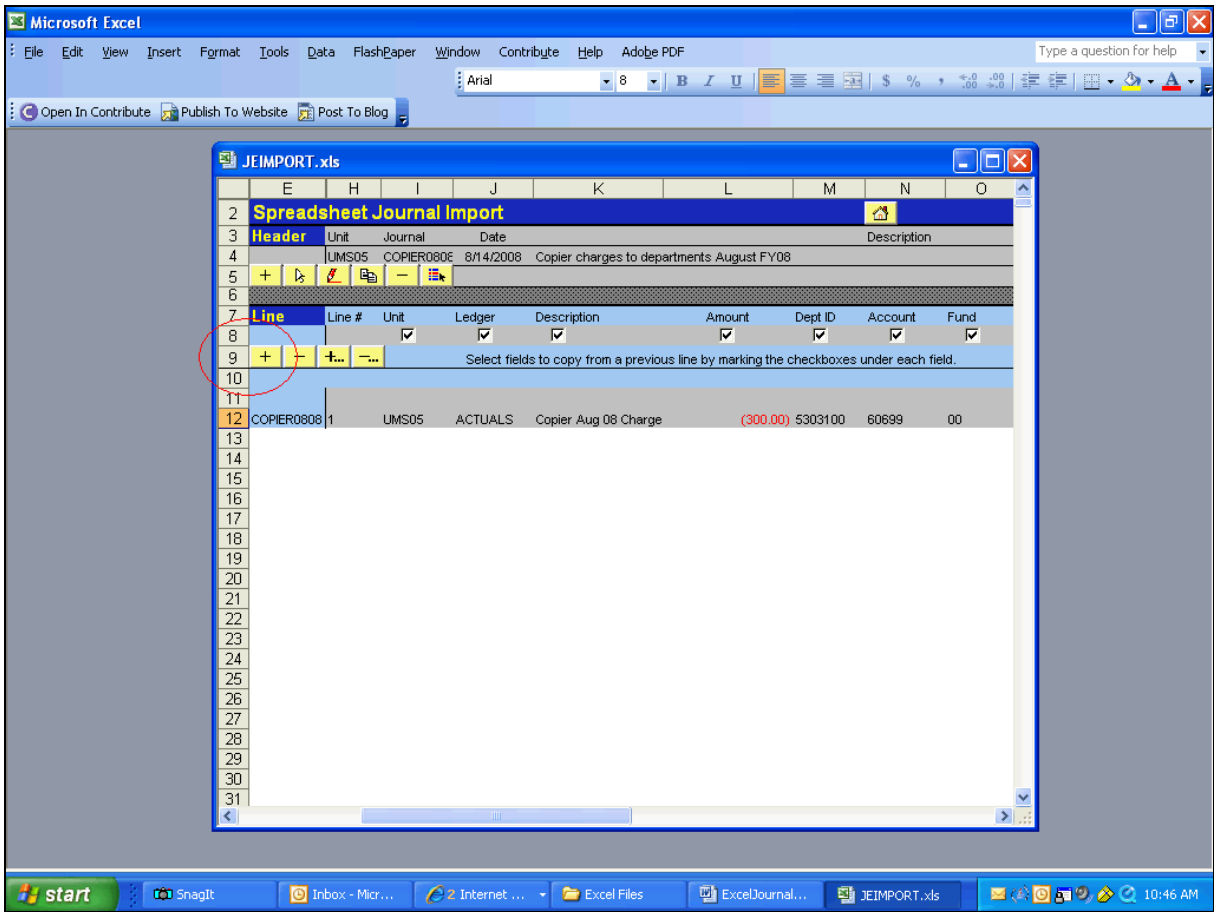 Microsoft Excel
File Edit View Insert Format Tools Data FlashPaper Window Contribute Help Adobe PDF Type a question for help
Arial 8 B I U $ % , .00 .00 A
Open In Contribute Publish To Website Post To Blog
JEIMPORT.xls
E H I J K L M N O
2 Spreadsheet Journal Import
3 Header Unit Journal Date Description
4 UMS05 COPIER0808 8/14/2008 Copier charges to departments August FY08
5 + −
6
7 Line Line # Unit Ledger Description Amount Dept ID Account Fund
8
9 + − +... −... Select fields to copy from a previous line by marking the checkboxes under each field.
10
11
12 COPIER0808 1 UMS05 ACTUALS Copier Aug 08 Charge (300.00) 5303100 60699 00
13
14
15
16
17
18
19
20
21
22
23
24
25
26
27
28
29
30
31
start SnagIt Inbox - Micr... 2 Internet ... Excel Files ExcelJournal... JEIMPORT.xls 10:46 AM